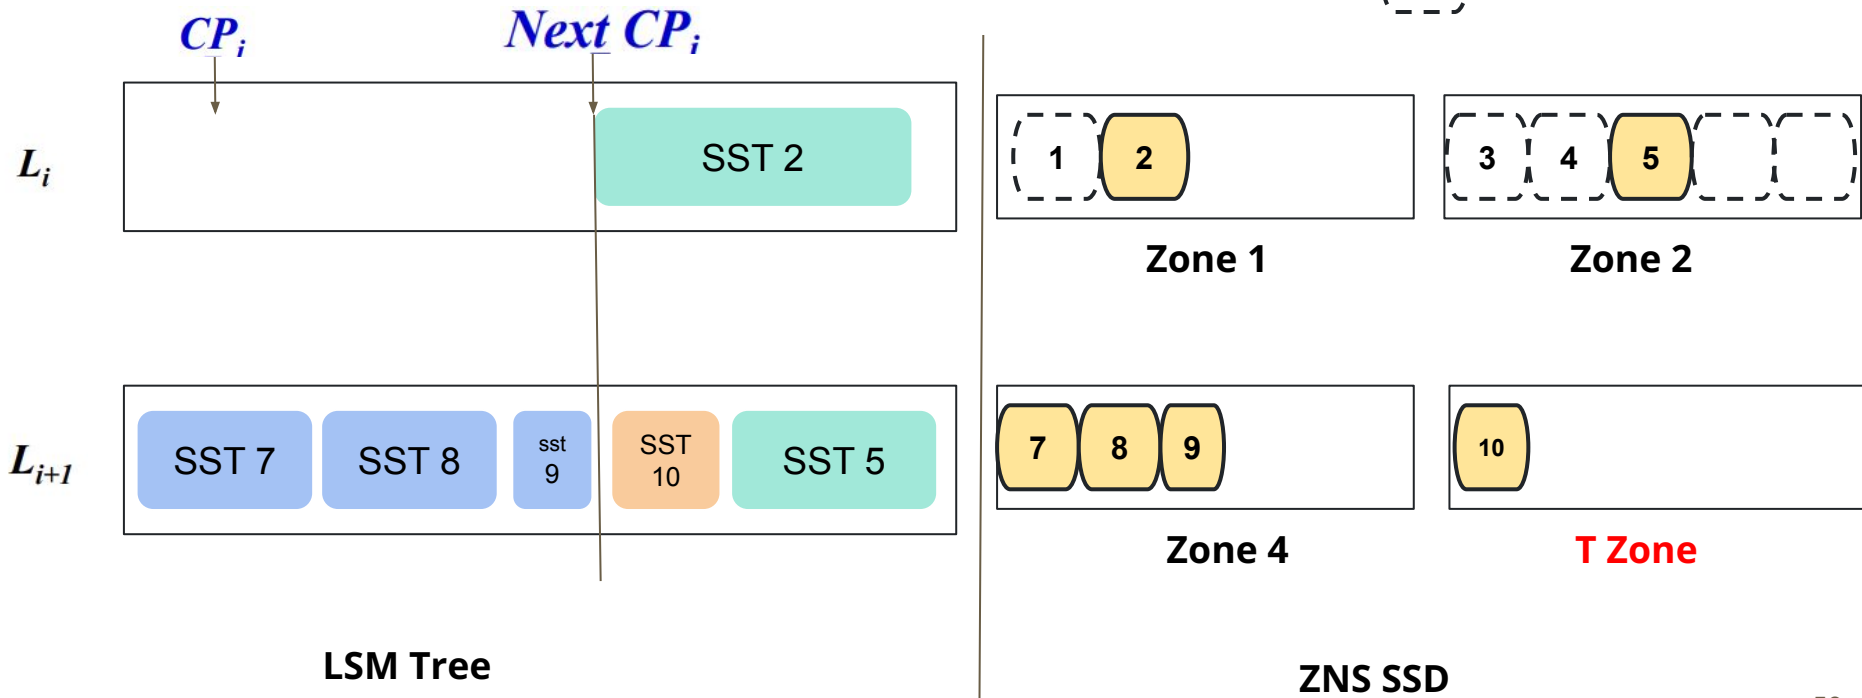 CPi
Next CPi
Li
SST 2
1
2
3
4
5
Zone 1
Zone 2
Li+1
SST 7
SST 8
sst
9
SST
10
SST 5
7
8
9
10
Zone 4
T Zone
LSM Tree
ZNS SSD